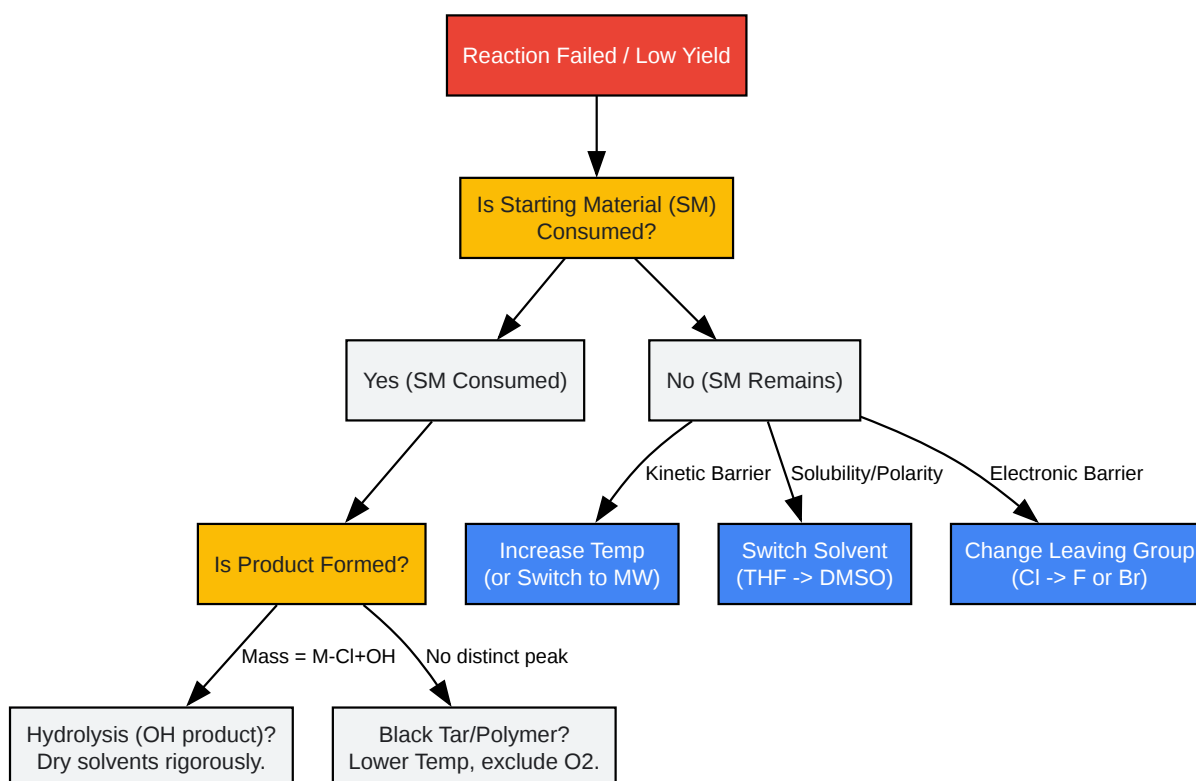 Reaction Failed / Low Yield
Is Starting Material (SM)
Consumed?
Yes (SM Consumed)
No (SM Remains)
Kinetic Barrier
Solubility/Polarity
Electronic Barrier
Is Product Formed?
Increase Temp
(or Switch to MW)
Switch Solvent
(THF -> DMSO)
Change Leaving Group
(Cl -> F or Br)
Mass = M-Cl+OH
No distinct peak
Hydrolysis (OH product)?
Dry solvents rigorously.
Black Tar/Polymer?
Lower Temp, exclude O2.